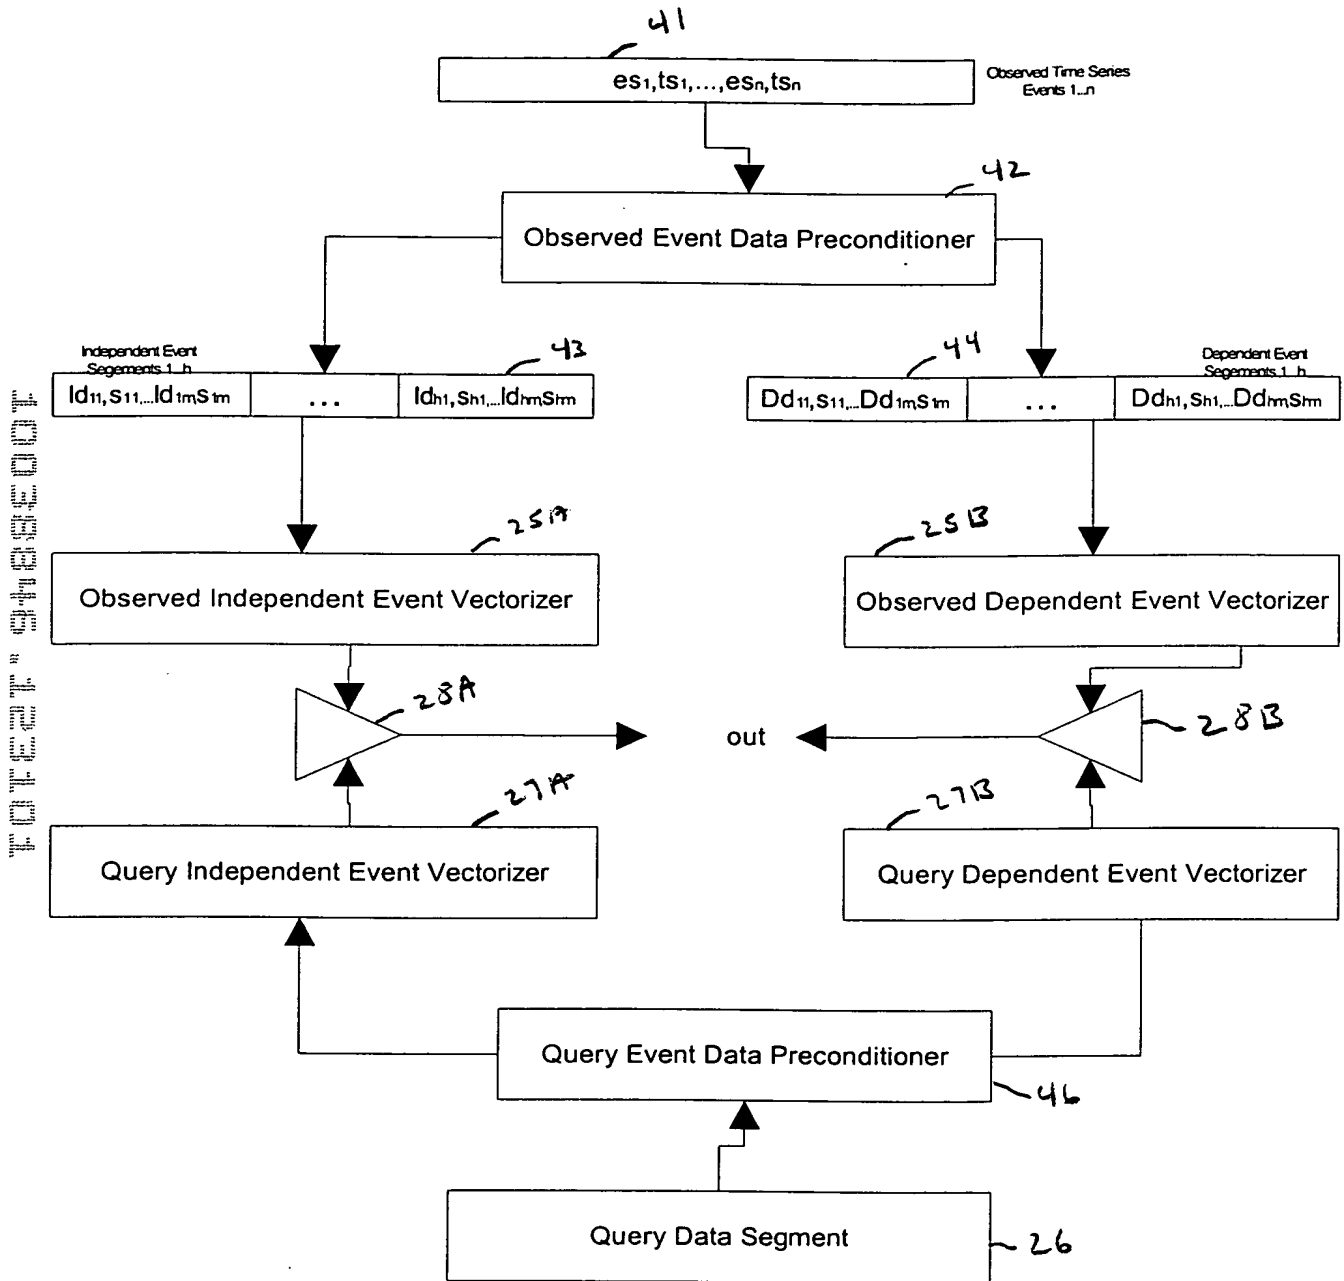 41
es1,ts1,...,esn,tsn
Observed Time Series
Events 1...n
42
Observed Event Data Preconditioner
Independent Event
Segements 1...h
43
Id11,s11,...Id1ms1m
...
Idh1,sh1,...Idhmshm
44
Dependent Event
Segements 1...h
Dd11,s11,...Dd1ms1m
...
Ddh1,sh1,...Ddhmshm
25A
Observed Independent Event Vectorizer
25B
Observed Dependent Event Vectorizer
28A
out
28B
27A
Query Independent Event Vectorizer
27B
Query Dependent Event Vectorizer
Query Event Data Preconditioner
46
Query Data Segment
26
10038846.123101